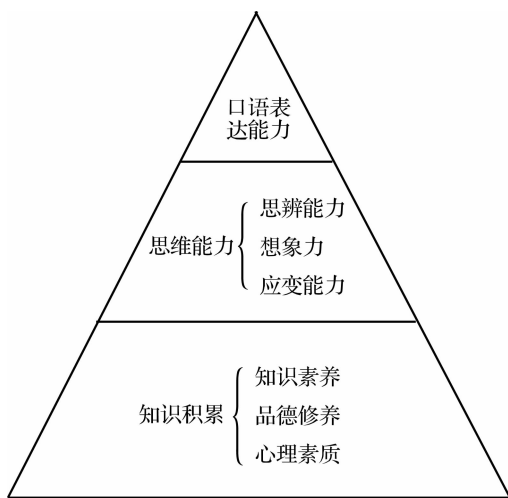 口语表
达能力
思维能力
思辨能力
想象力
应变能力
知识积累
知识素养
品德修养
心理素质